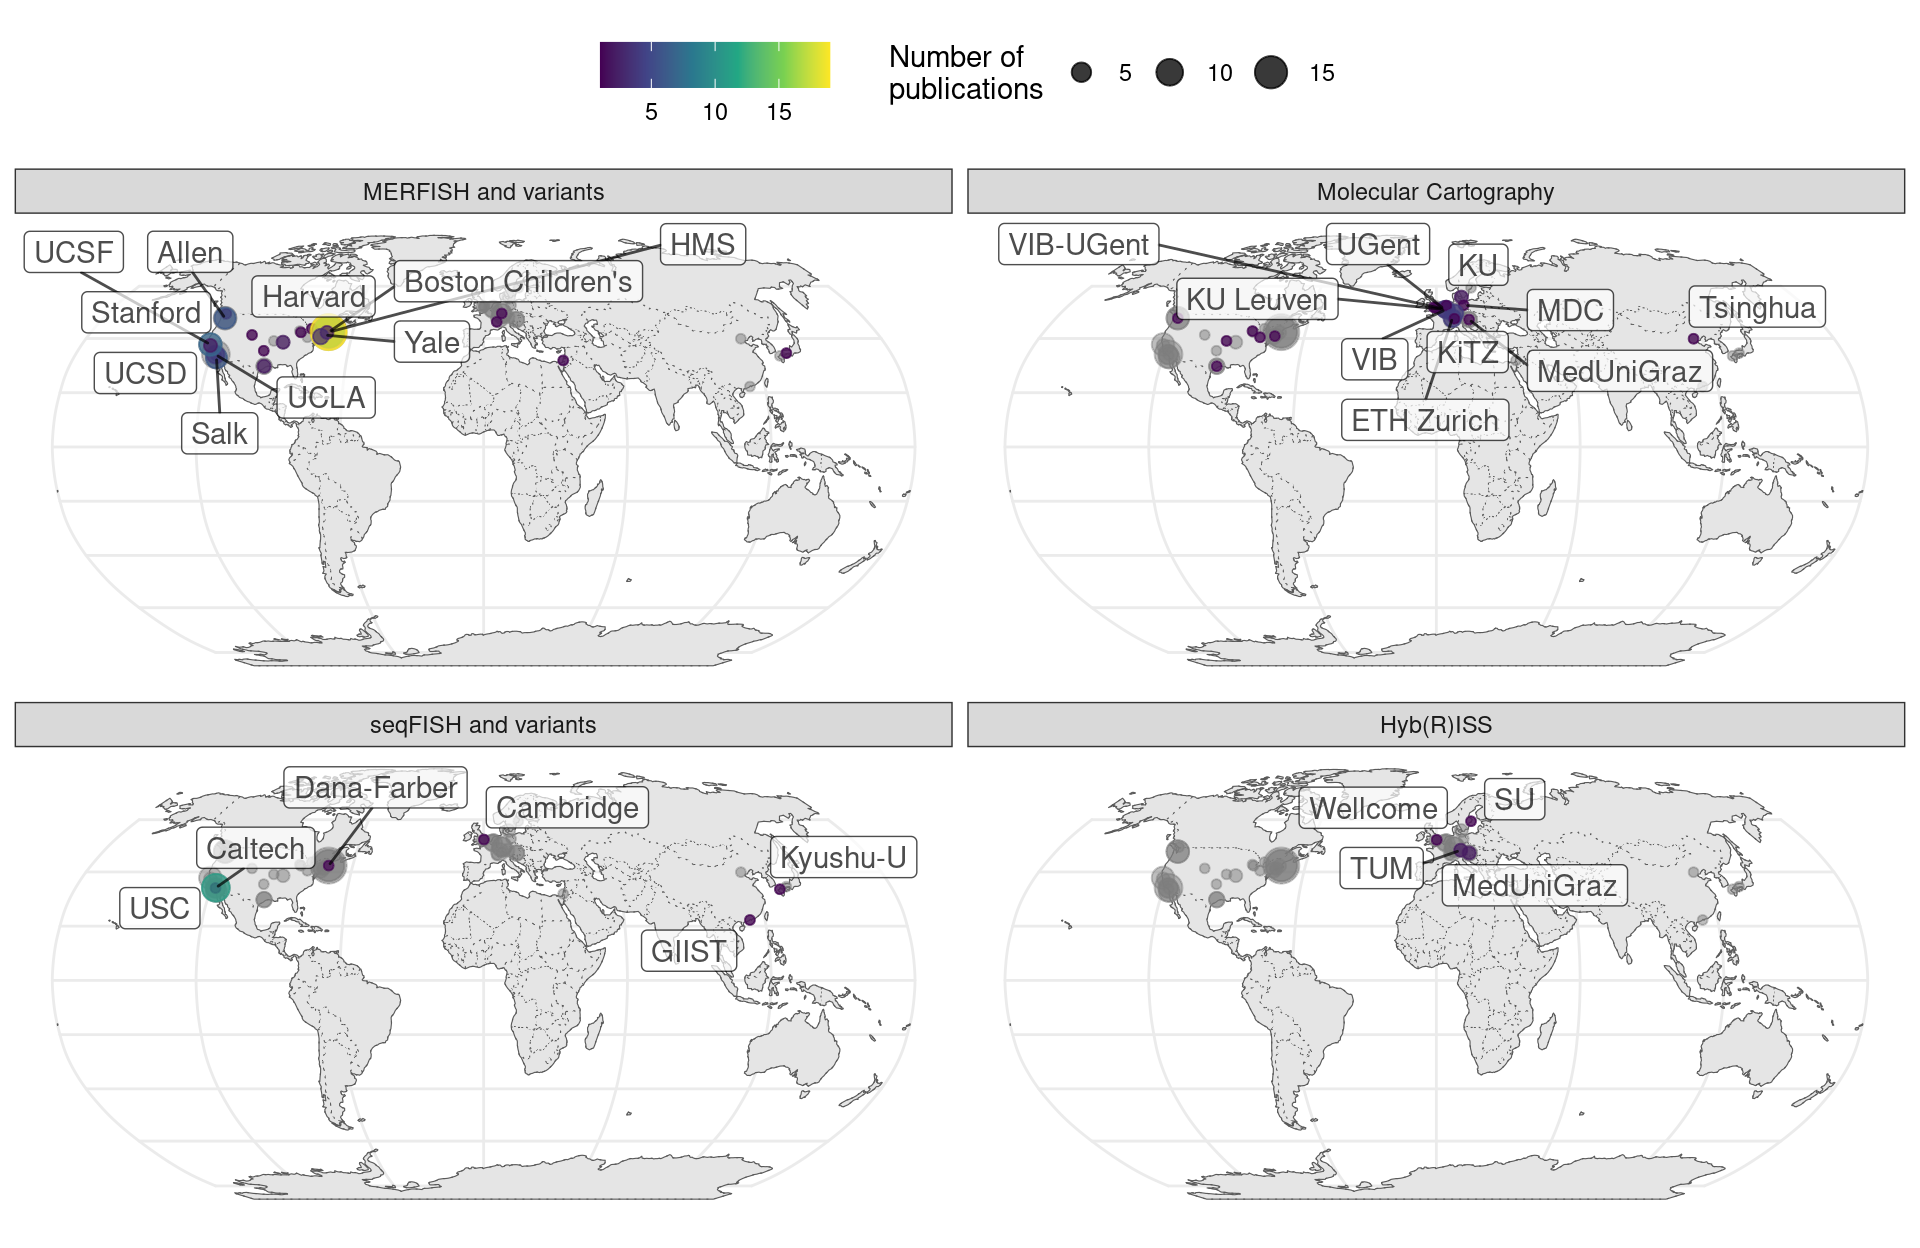 Number of
publications
5
10
15
5
10
15
MERFISH and variants
Molecular Cartography
UCSF
Allen
HMS
Harvard
Boston Children's
Stanford
Yale
UCSD
UCLA
Salk
VIB-UGent
UGent
KU
KU Leuven
MDC
Tsinghua
VIB
KiTZ
MedUniGraz
ETH Zurich
seqFISH and variants
Hyb(R)ISS
Dana-Farber
Cambridge
Caltech
Kyushu-U
USC
GIIST
Wellcome
SU
TUM
MedUniGraz